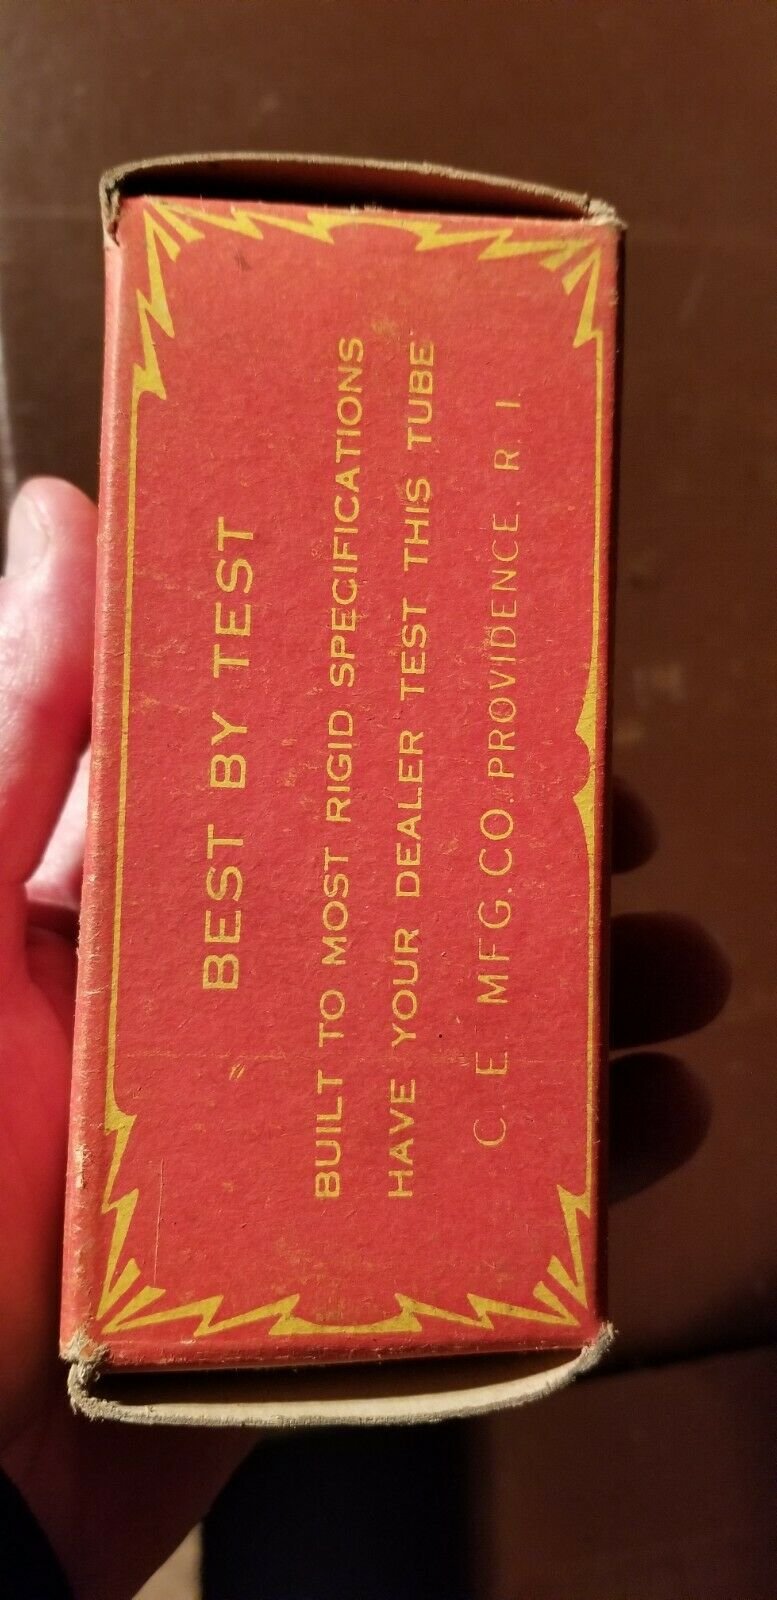 BEST BY TEST
BUILT TO MOST RIGID SPECIFICATIONS
HAVE YOUR DEALER TEST THIS TUBE
C. E. MFG. CO. PROVIDENCE, R. I.